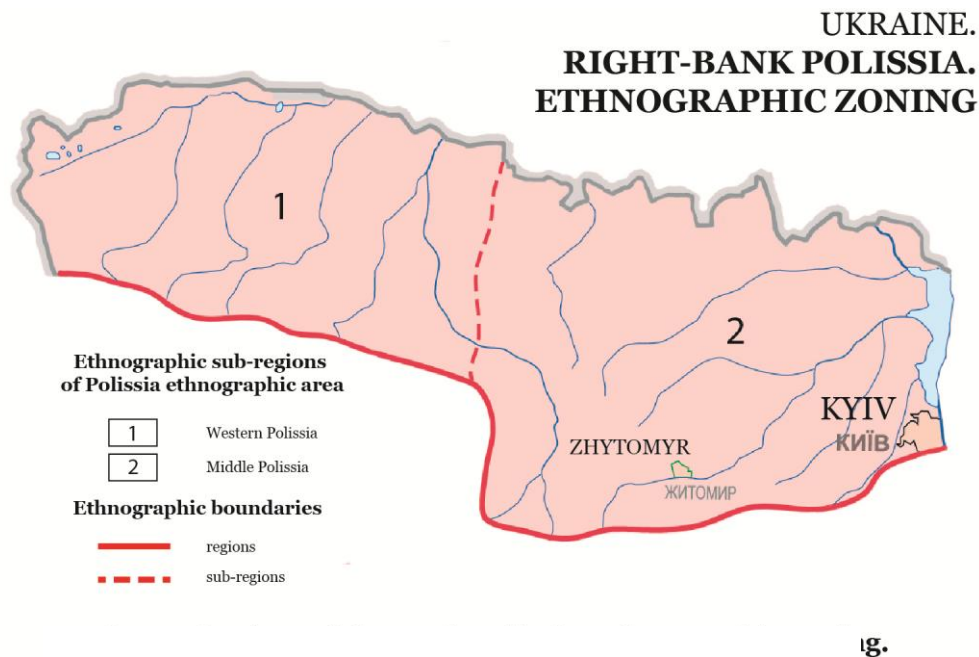 UKRAINE.
RIGHT-BANK POLISSIA.
ETHNOGRAPHIC ZONING
1
2
Ethnographic sub-regions
of Polissia ethnographic area
1 Western Polissia
2 Middle Polissia
Ethnographic boundaries
regions
sub-regions
KYIV
КИЇВ
ZHYTOMYR
ЖИТОМИР